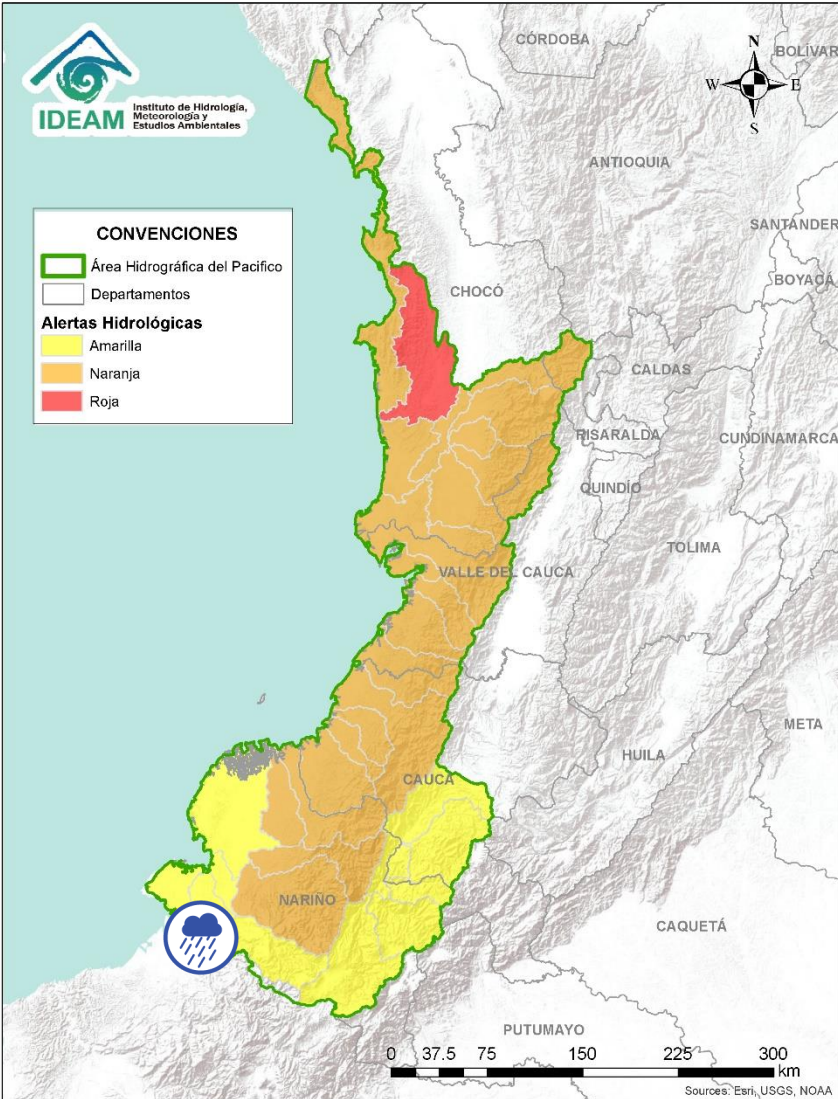 IDEAM
Instituto de Hidrología,
Meteorología y
Estudios Ambientales
N
W
E
S
CÓRDOBA
BOLÍVAR
ANTIOQUIA
SANTANDER
BOYACÁ
CHOCÓ
CALDAS
RISARALDA
CUNDINAMARCA
QUINDÍO
TOLIMA
VALLE DEL CAUCA
META
HUILA
CAUCA
NARIÑO
CAQUETÁ
PUTUMAYO
CONVENCIONES
Área Hidrográfica del Pacifico
Departamentos
Alertas Hidrológicas
Amarilla
Naranja
Roja
0 37.5 75 150 225 300
km
Sources: Esri, USGS, NOAA